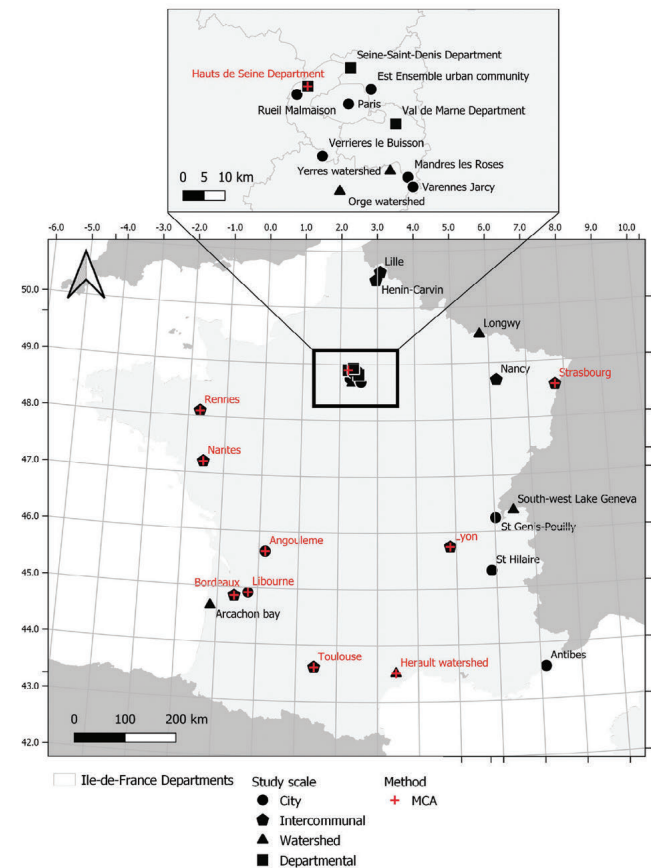 Seine-Saint-Denis Department
Hauts de Seine Department
Est Ensemble urban community
Rueil Malmaison
Paris
Val de Marne Department
Verrieres le Buisson
Yerres watershed
Mandres les Roses
Varennes Jarcy
Orge watershed
0 5 10 km
-6.0 -5.0 -4.0 -3.0 -2.0 -1.0 0.0 1.0 2.0 3.0 4.0 5.0 6.0 7.0 8.0 9.0 10.0
Lille
50.0
Henin-Carvin
Longwy
49.0
Nancy
Strasbourg
Rennes
48.0
Nantes
47.0
South-west Lake Geneva
46.0
St Genis-Pouilly
Angouleme
Lyon
St Hilaire
45.0
Bordeaux
Libourne
Arcachon bay
44.0
Antibes
Toulouse
Herault watershed
43.0
0 100 200 km
42.0
Ile-de-France Departments
Study scale
Method
City
MCA
Intercommunal
Watershed
Departmental